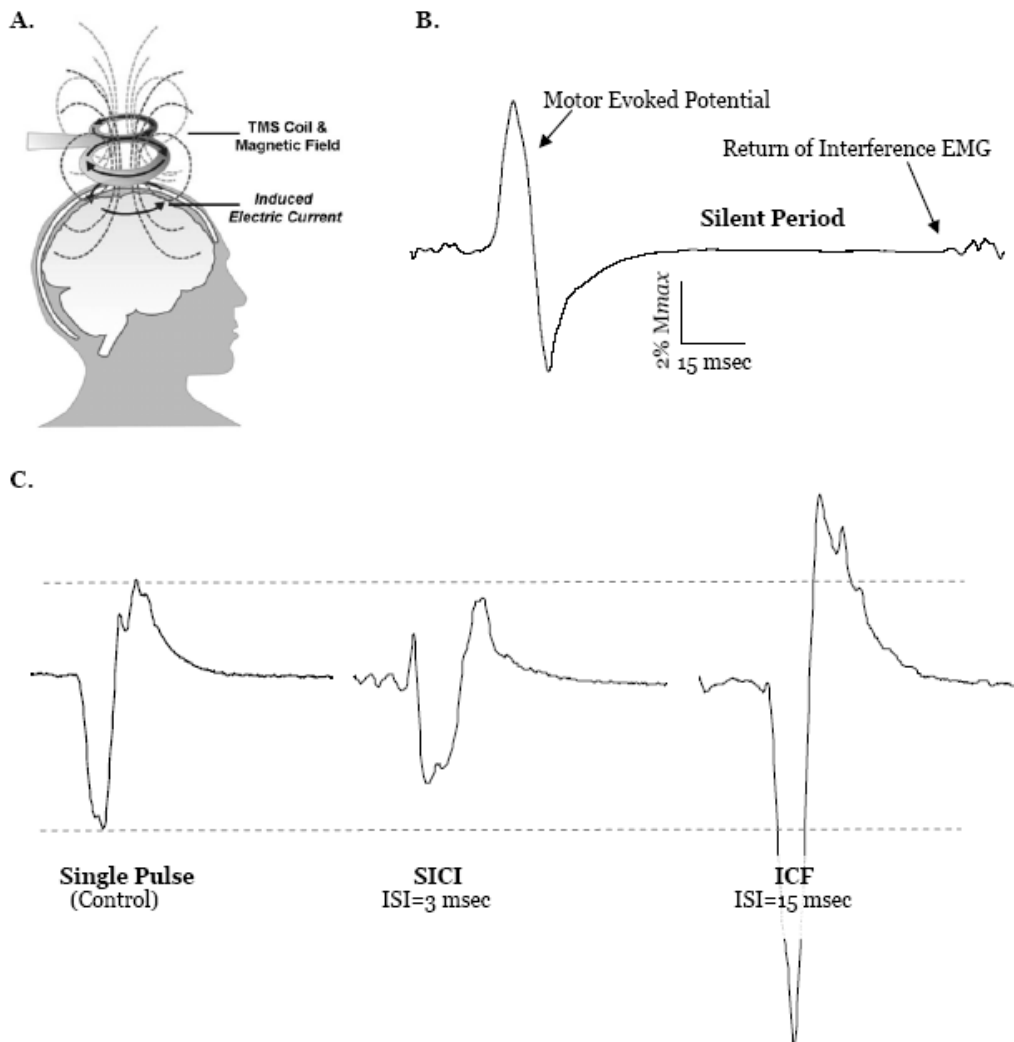 A.
TMS Coil &
Magnetic Field
Induced
Electric Current
B.
Motor Evoked Potential
Return of Interference EMG
Silent Period
2% Mmax
15 msec
C.
Single Pulse
(Control)
SICI
ISI=3 msec
ICF
ISI=15 msec